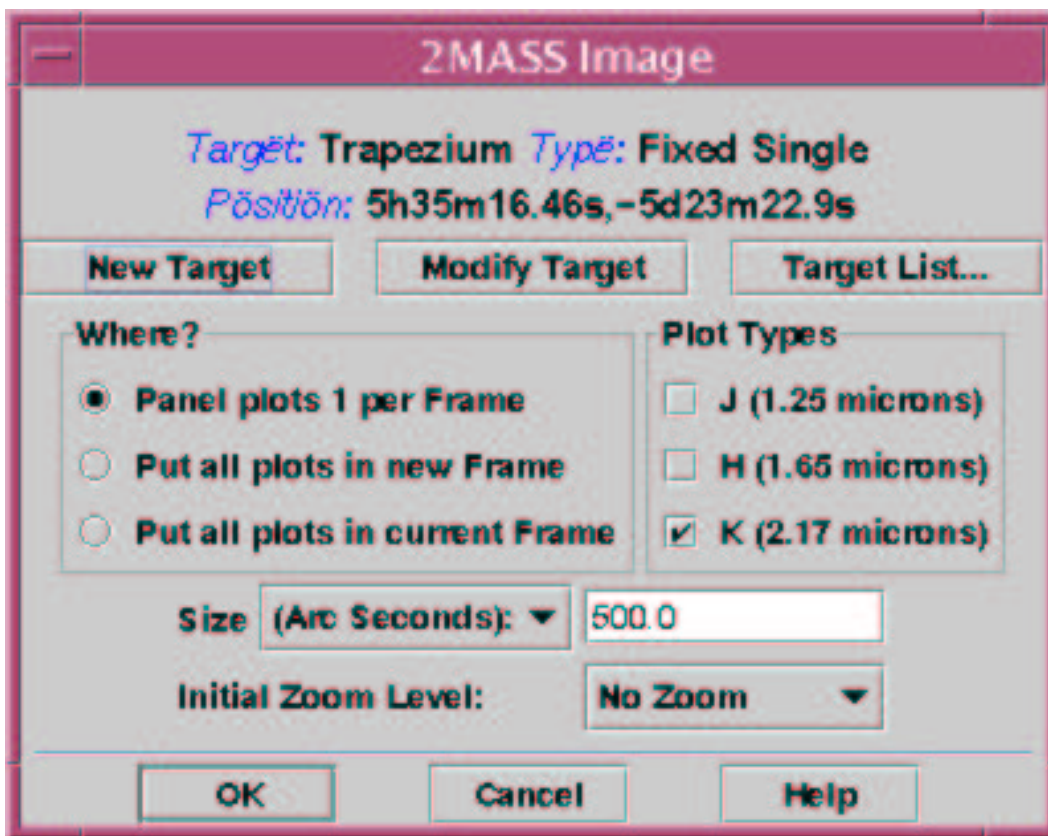 2MASS Image
Target: Trapezium Type: Fixed Single
Position: 5h35m16.46s,-5d23m22.9s
New Target Modify Target Target List...
Where?
Panel plots 1 per Frame
Put all plots in new Frame
Put all plots in current Frame
Plot Types
J (1.25 microns)
H (1.65 microns)
K (2.17 microns)
Size (Arc Seconds): 500.0
Initial Zoom Level: No Zoom
OK Cancel Help